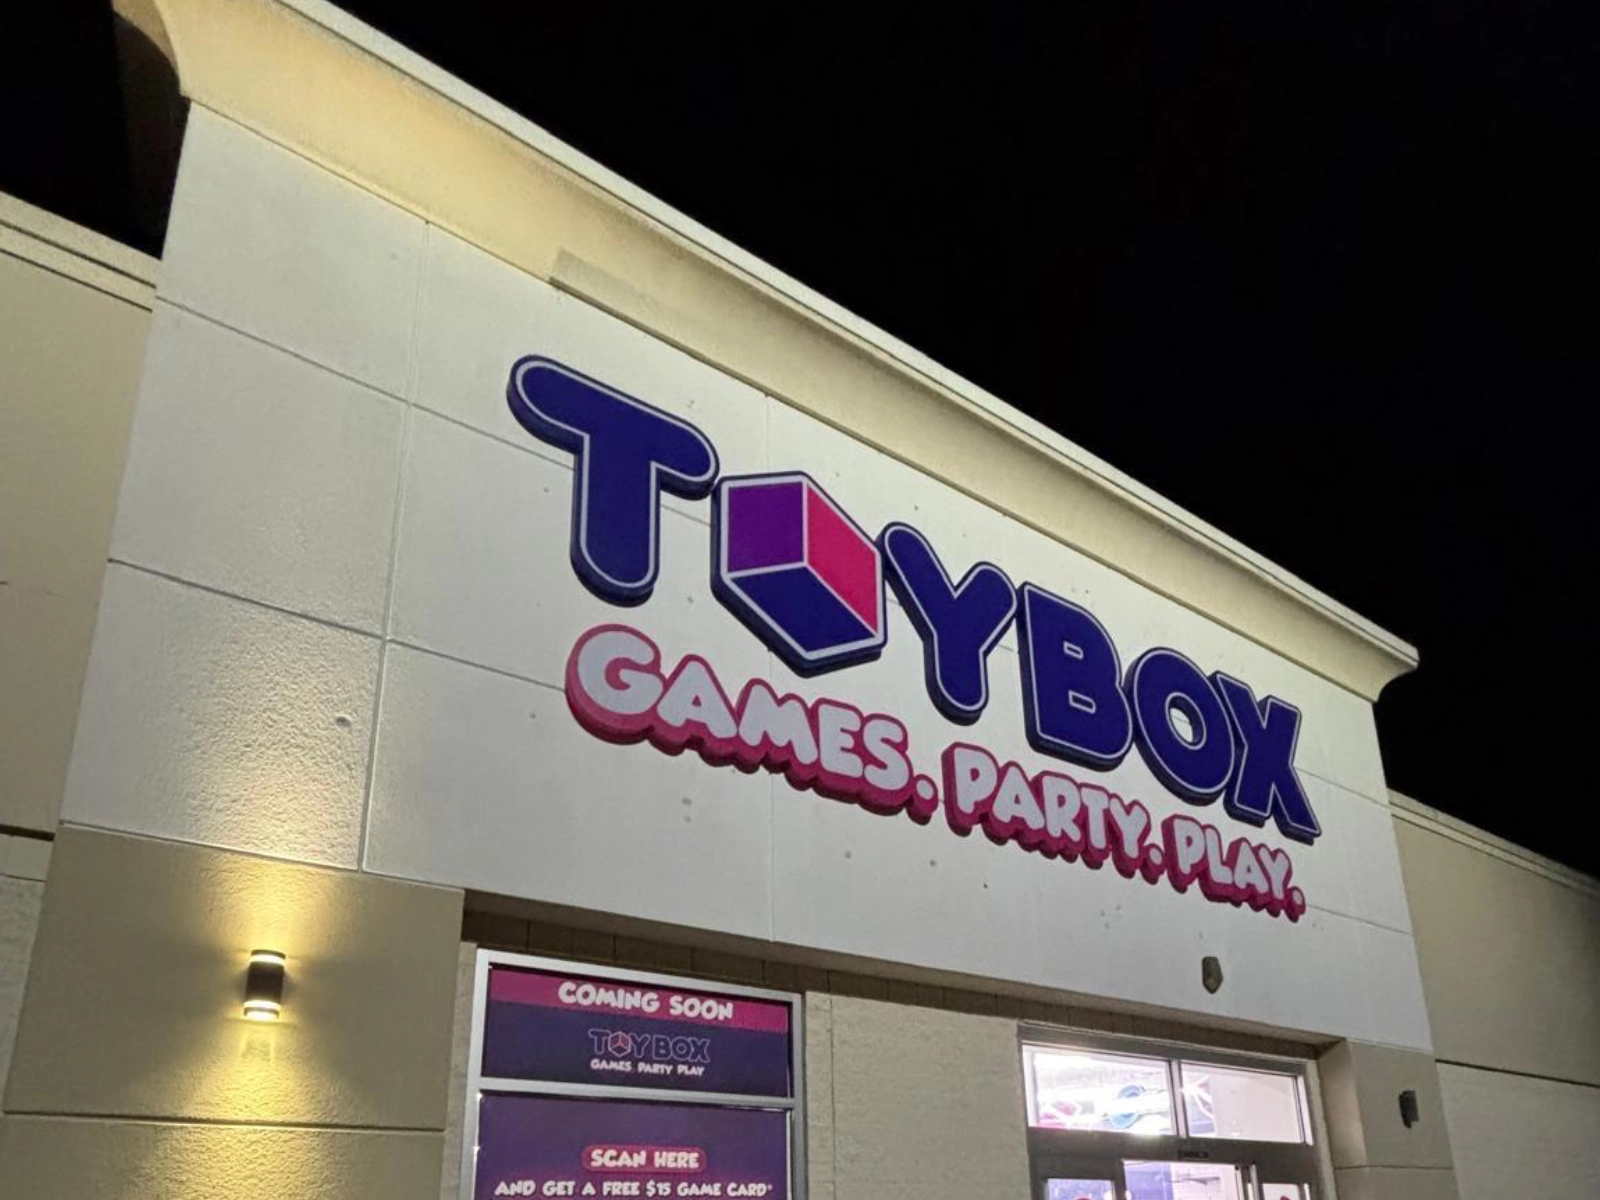 TOYBOX
GAMES. PARTY. PLAY.
COMING SOON
TOYBOX
GAMES. PARTY. PLAY
SCAN HERE
AND GET A FREE $15 GAME CARD*